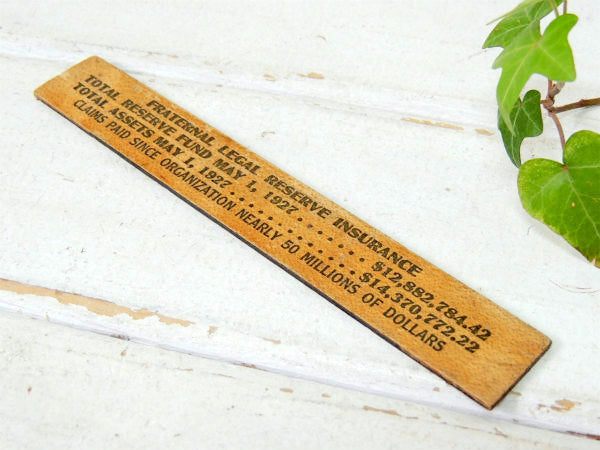 FRATERNAL LEGAL RESERVE INSURANCE
TOTAL RESERVE FUND MAY 1, 1927 . . . . . . . $12,882,784.42
TOTAL ASSETS MAY 1, 1927 . . . . . . . . . . . . $14,370,772.22
CLAIMS PAID SINCE ORGANIZATION NEARLY 50 MILLIONS OF DOLLARS